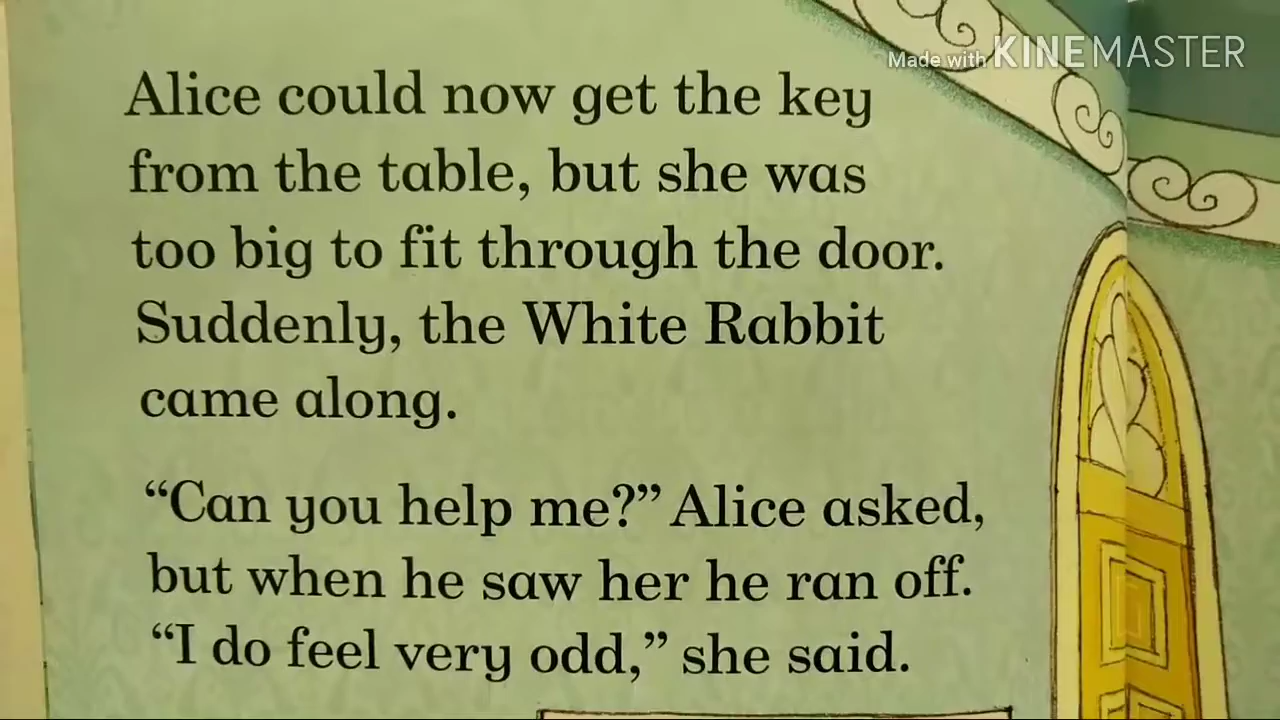 Made with KINEMASTER
Alice could now get the key
from the table, but she was
too big to fit through the door.
Suddenly, the White Rabbit
came along.
“Can you help me?” Alice asked,
but when he saw her he ran off.
“I do feel very odd,” she said.